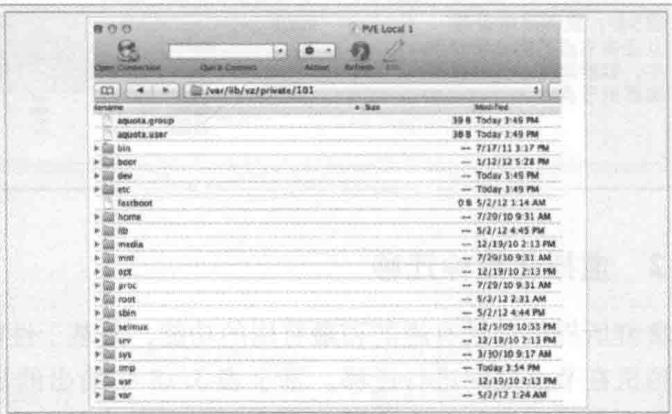 PVE Local 1
Open Connection Quick Connect Action Refresh Edit
/var/lib/vz/private/101
Filename Size Modified
aquota.group 39 B Today 3:49 PM
aquota.user 38 B Today 3:49 PM
bin -- 7/17/11 3:17 PM
boot -- 1/12/12 5:28 PM
dev -- Today 3:49 PM
etc -- Today 3:49 PM
fastboot 0 B 5/2/12 1:14 AM
home -- 7/29/10 9:31 AM
lib -- 5/2/12 4:45 PM
media -- 12/19/10 2:13 PM
mnt -- 7/29/10 9:31 AM
opt -- 12/19/10 2:13 PM
proc -- 7/29/10 9:31 AM
root -- 5/2/12 2:31 AM
sbin -- 5/2/12 4:44 PM
selinux -- 12/5/09 10:55 PM
srv -- 12/19/10 2:13 PM
sys -- 3/30/10 9:17 AM
tmp -- Today 3:54 PM
usr -- 12/19/10 2:13 PM
var -- 5/2/12 1:24 AM